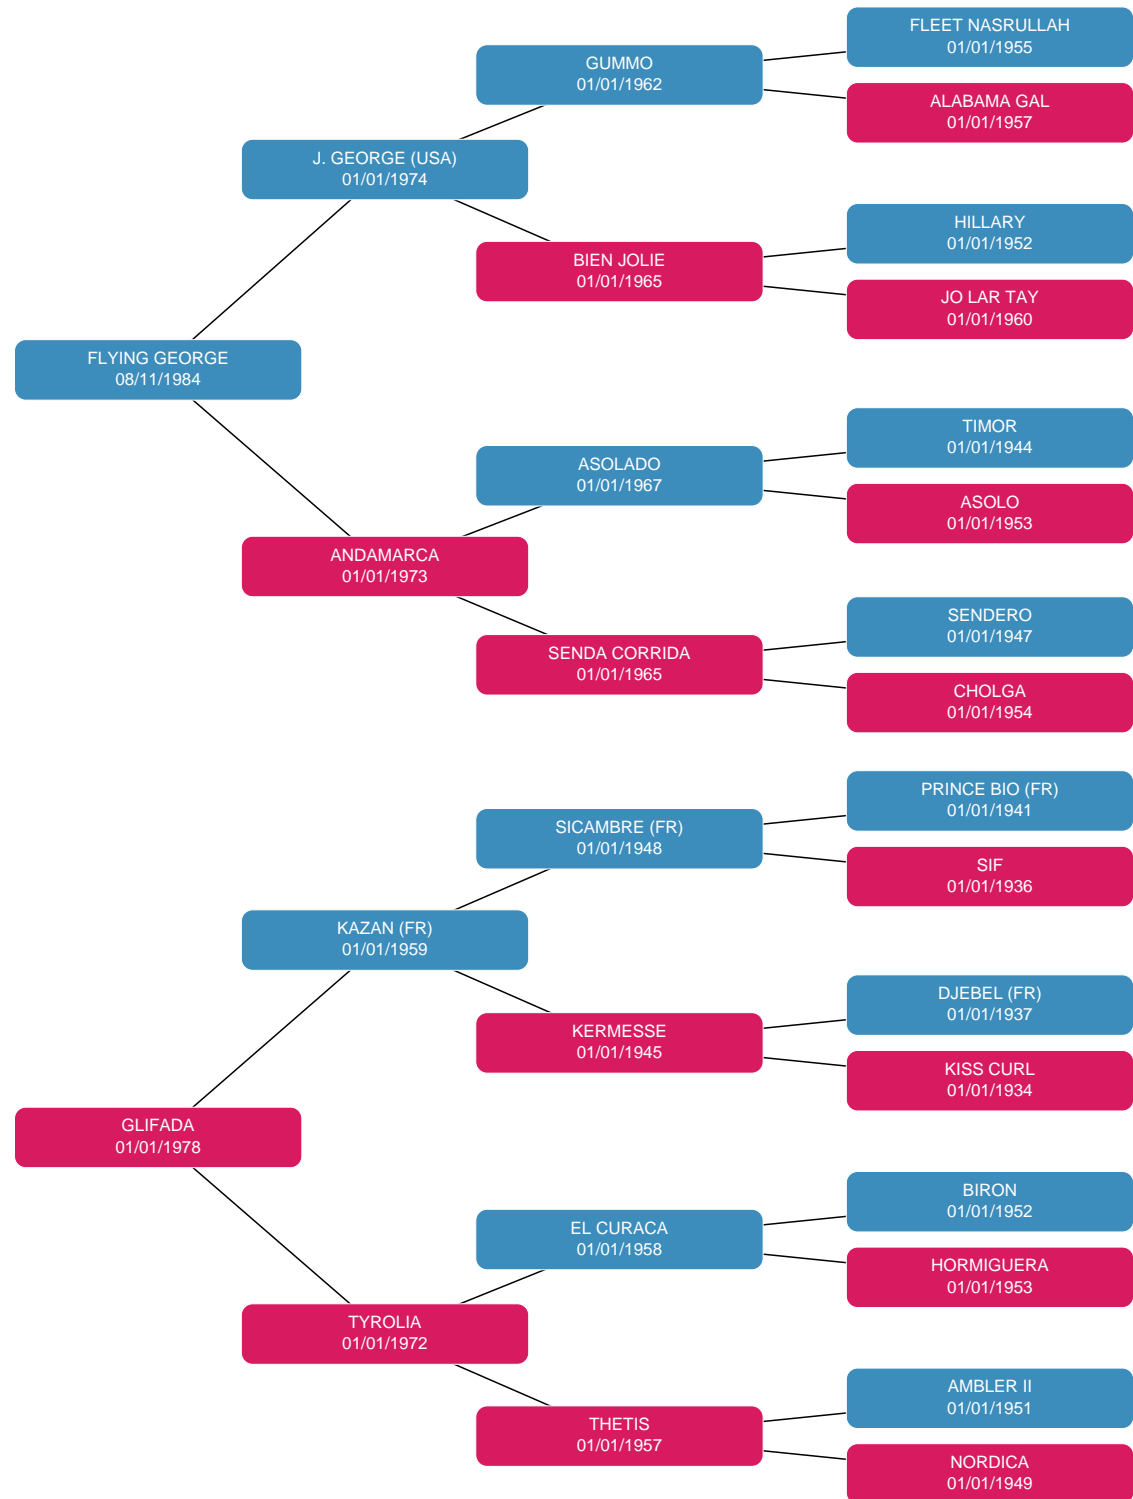 FLEET NASRULLAH
01/01/1955
GUMMO
01/01/1962
ALABAMA GAL
01/01/1957
J. GEORGE (USA)
01/01/1974
HILLARY
01/01/1952
BIEN JOLIE
01/01/1965
JO LAR TAY
01/01/1960
FLYING GEORGE
08/11/1984
TIMOR
01/01/1944
ASOLADO
01/01/1967
ASOLO
01/01/1953
ANDAMARCA
01/01/1973
SENDERO
01/01/1947
SENDA CORRIDA
01/01/1965
CHOLGA
01/01/1954
PRINCE BIO (FR)
01/01/1941
SICAMBRE (FR)
01/01/1948
SIF
01/01/1936
KAZAN (FR)
01/01/1959
DJEBEL (FR)
01/01/1937
KERMESSE
01/01/1945
KISS CURL
01/01/1934
GLIFADA
01/01/1978
BIRON
01/01/1952
EL CURACA
01/01/1958
HORMIGUERA
01/01/1953
TYROLIA
01/01/1972
AMBLER II
01/01/1951
THETIS
01/01/1957
NORDICA
01/01/1949